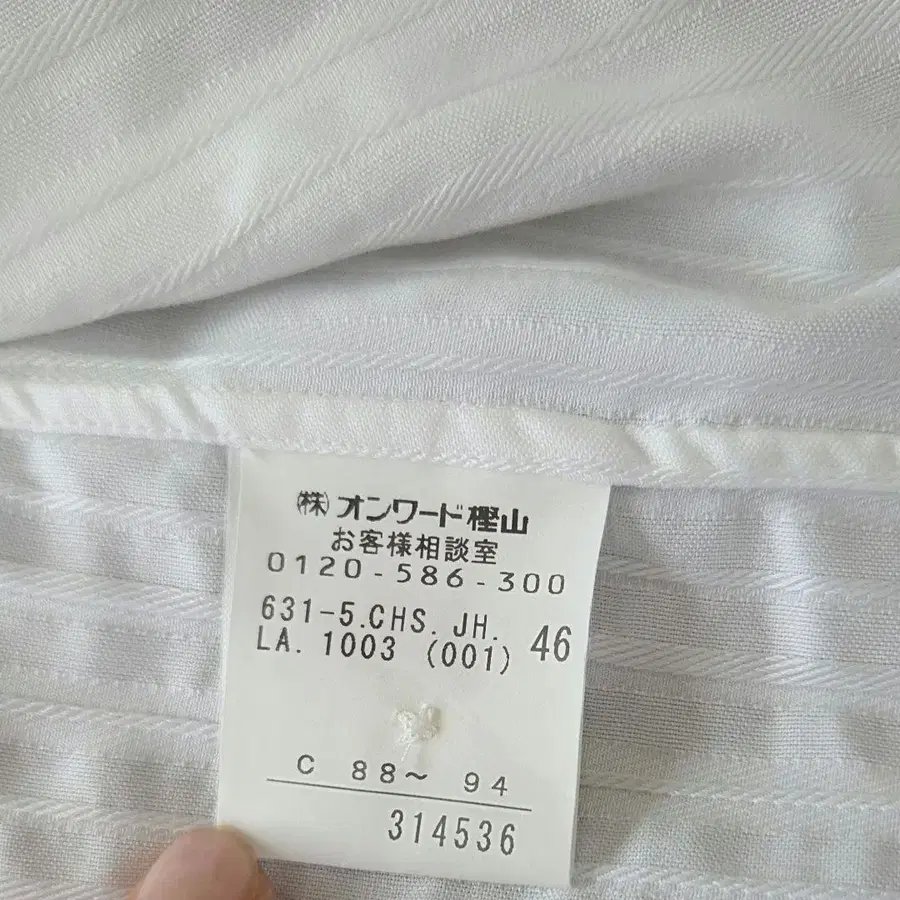 ㈱オンワード樫山
お客様相談室
0120-586-300
631-5.CHS. JH. 46
LA. 1003 (001)
C 88〜 94
314536